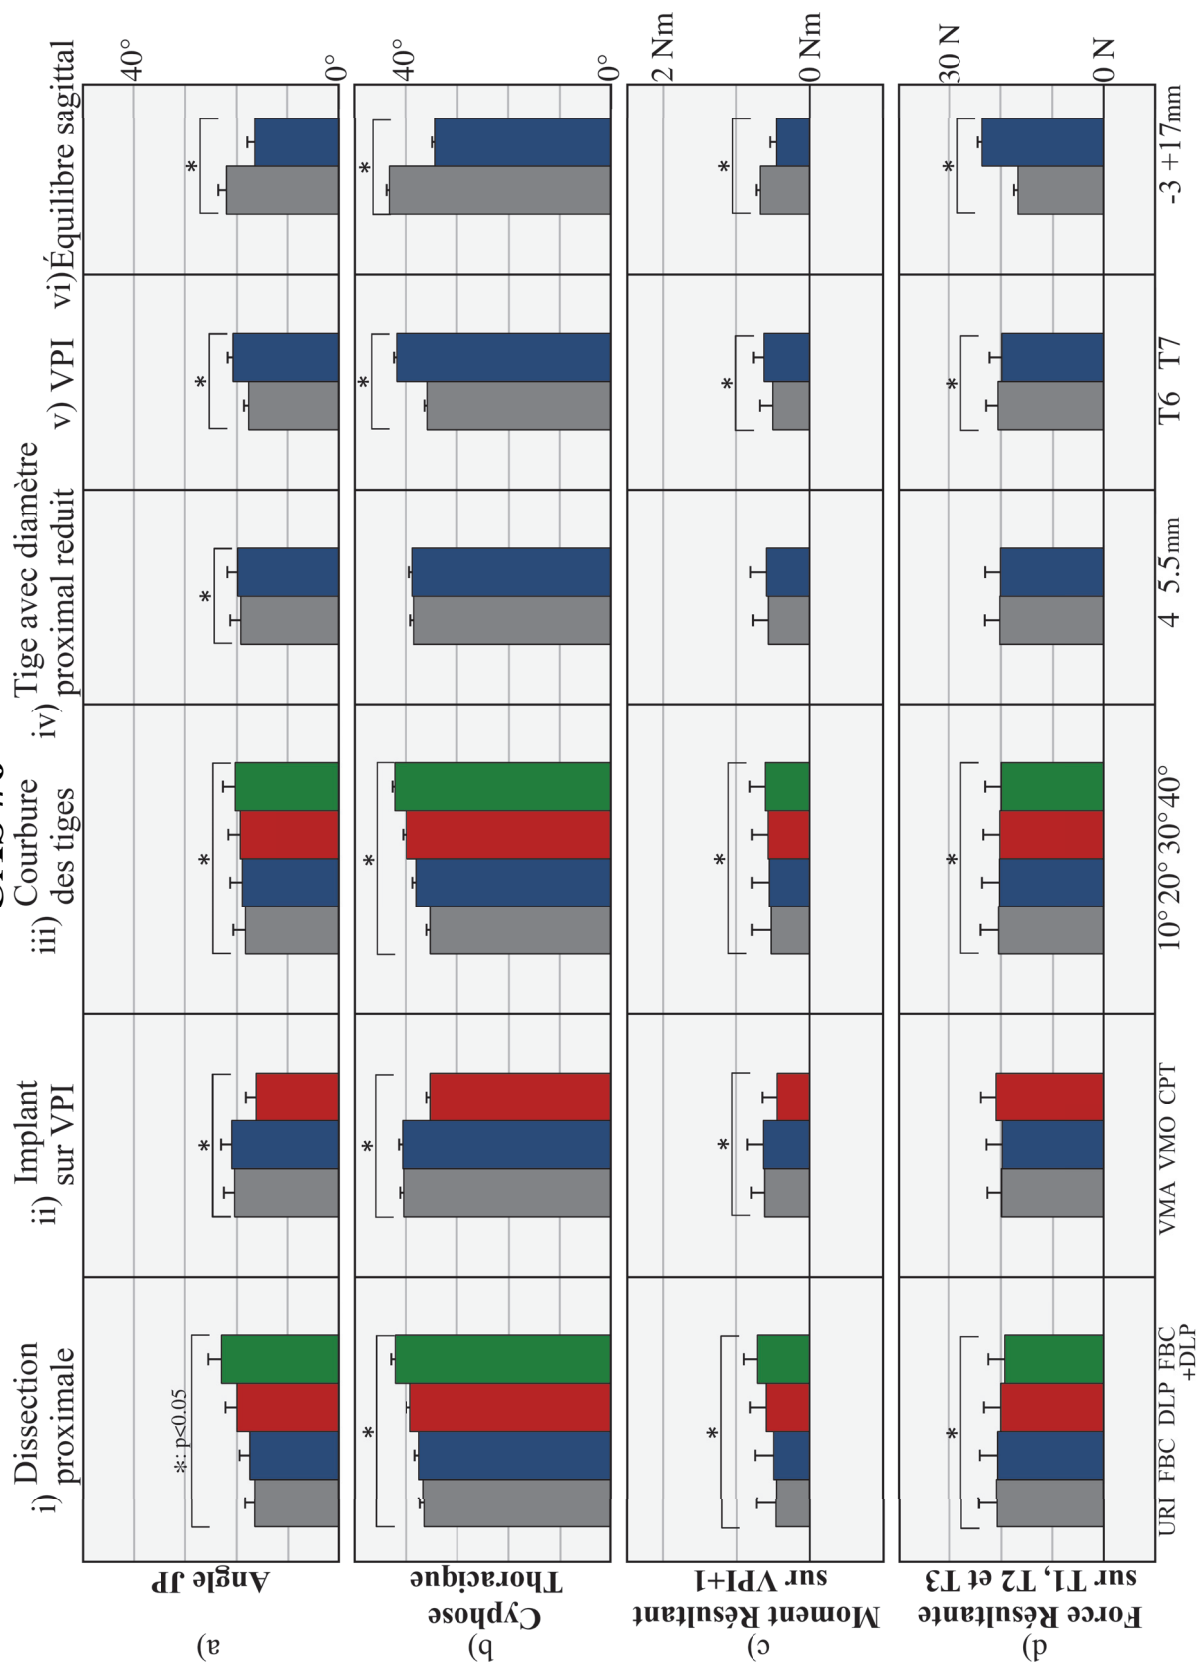 i) Dissection
proximale
ii) Implant
sur VPI
iii) Courbure
des tiges
iv) Tige avec diamètre
proximal reduit
v) VPI
vi)Équilibre sagittal
a) Angle JP
*: p<0.05
*
*
*
*
*
40°
0°
b) Cyphose
Thoracique
*
*
*
*
*
40°
0°
c) Moment Résultant
sur VPI+1
*
*
*
*
*
2 Nm
0 Nm
d) Force Résultante
sur T1, T2 et T3
*
*
*
*
30 N
0 N
URI FBC DLP FBC
+DLP
VMA VMO CPT
10° 20° 30° 40°
4 5.5mm
T6 T7
-3 +17mm